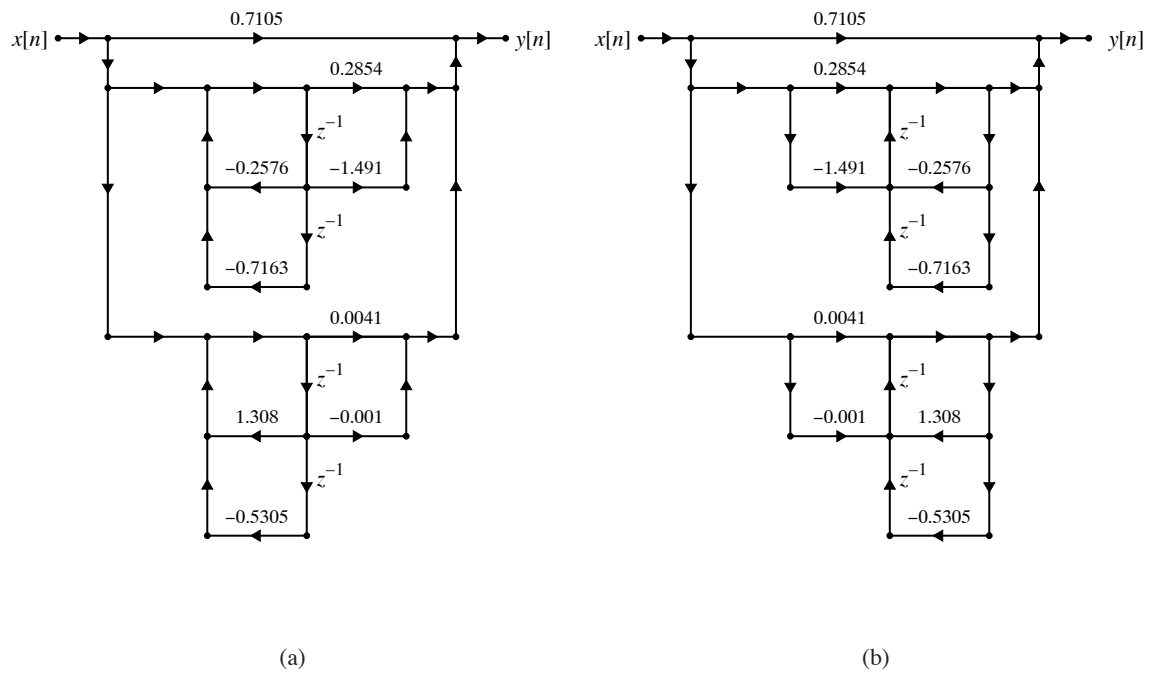 0.7105 0.7105
x[n] y[n] x[n] y[n]
0.2854 0.2854
z⁻¹ z⁻¹
−0.2576 −1.491 −1.491 −0.2576
z⁻¹ z⁻¹
−0.7163 −0.7163
0.0041 0.0041
z⁻¹ z⁻¹
1.308 −0.001 −0.001 1.308
z⁻¹ z⁻¹
−0.5305 −0.5305
(a) (b)